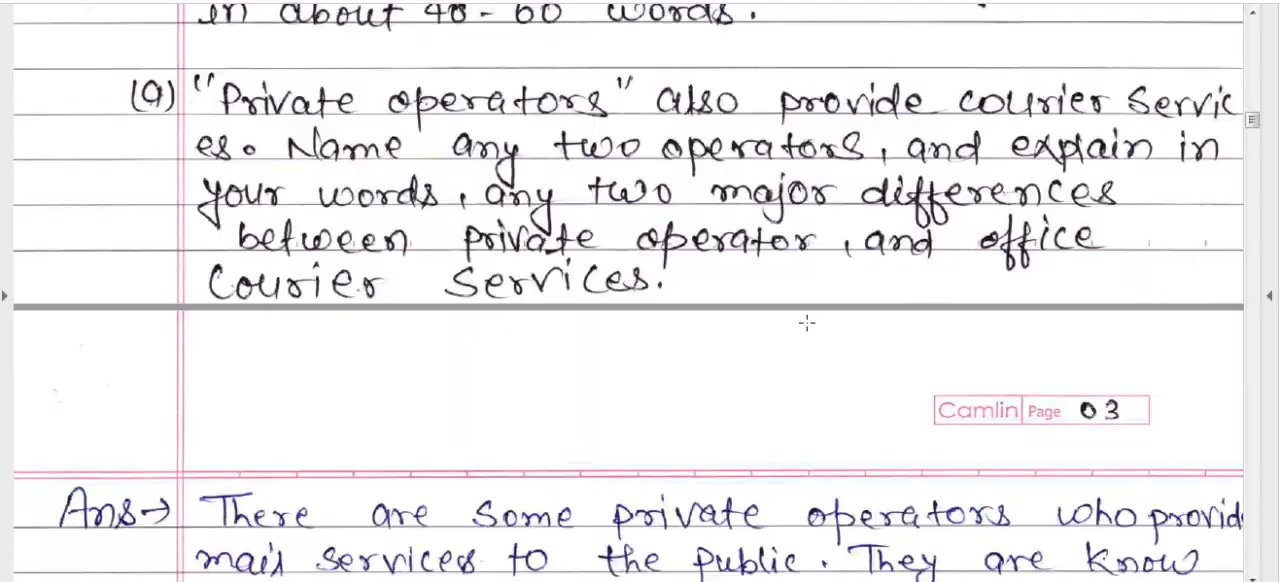 in about 40-60 words.
(a) "Private operators" also provide courier Servic
es. Name any two operators, and explain in
your words, any two major differences
between private operator, and office
Courier Services.
Camlin Page 03
Ans→ There are some private operators who provid
mail services to the public. They are know